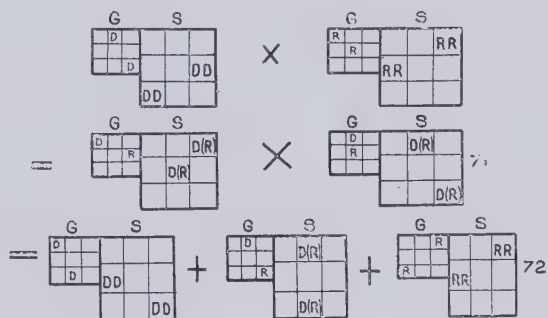 G S G S
D D DD DD × R R RR RR
G S G S
= D R D(R) D(R) × D R D(R) D(R)
G S G S G S
= D D DD DD + D R D(R) D(R) + R R RR RR 72